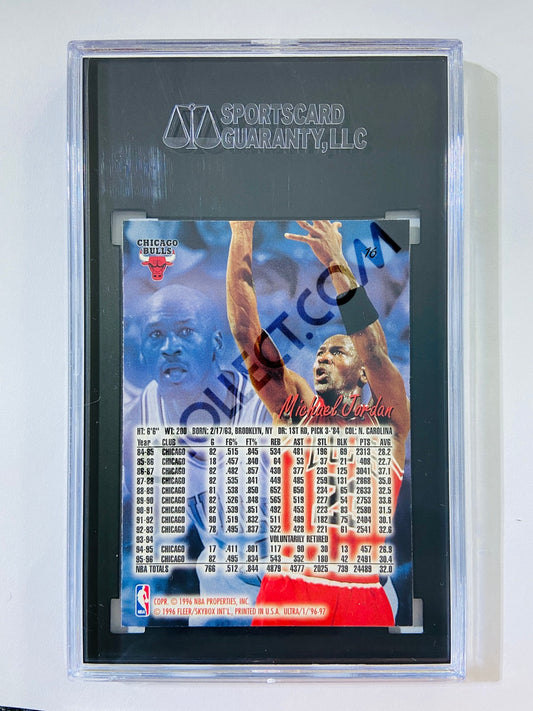 SPORTSCARD
GUARANTY, LLC
CHICAGO
BULLS
16
OLLECT.COM
Michael Jordan
HT: 6'6" WT: 200 BORN: 2/17/63, BROOKLYN, NY DR: 1ST RD, PICK 3-'84 COL: N. CAROLINA
Year CLUB G FG% FT% REB AST STL BLK PTS AVG
84-85 CHICAGO 82 .515 .845 534 481 196 69 2313 28.2
85-86 CHICAGO 18 .457 .840 64 53 37 21 408 22.7
86-87 CHICAGO 82 .482 .857 430 377 236 125 3041 37.1
87-88 CHICAGO 82 .535 .841 449 485 259 131 2868 35.0
88-89 CHICAGO 81 .538 .850 652 650 234 65 2633 32.5
89-90 CHICAGO 82 .526 .848 565 519 227 54 2753 33.6
90-91 CHICAGO 82 .539 .851 492 453 223 83 2580 31.5
91-92 CHICAGO 80 .519 .832 511 489 182 75 2404 30.1
92-93 CHICAGO 78 .495 .837 522 428 221 61 2541 32.6
93-94 VOLUNTARILY RETIRED
94-95 CHICAGO 17 .411 .801 117 90 30 13 457 26.9
95-96 CHICAGO 82 .495 .834 543 352 180 42 2491 30.4
NBA TOTALS 766 .512 .844 4879 4377 2025 739 24489 32.0
NBA
COPR. © 1996 NBA PROPERTIES, INC.
© 1996 FLEER/SKYBOX INT'L., PRINTED IN U.S.A. ULTRA/1/'96-97